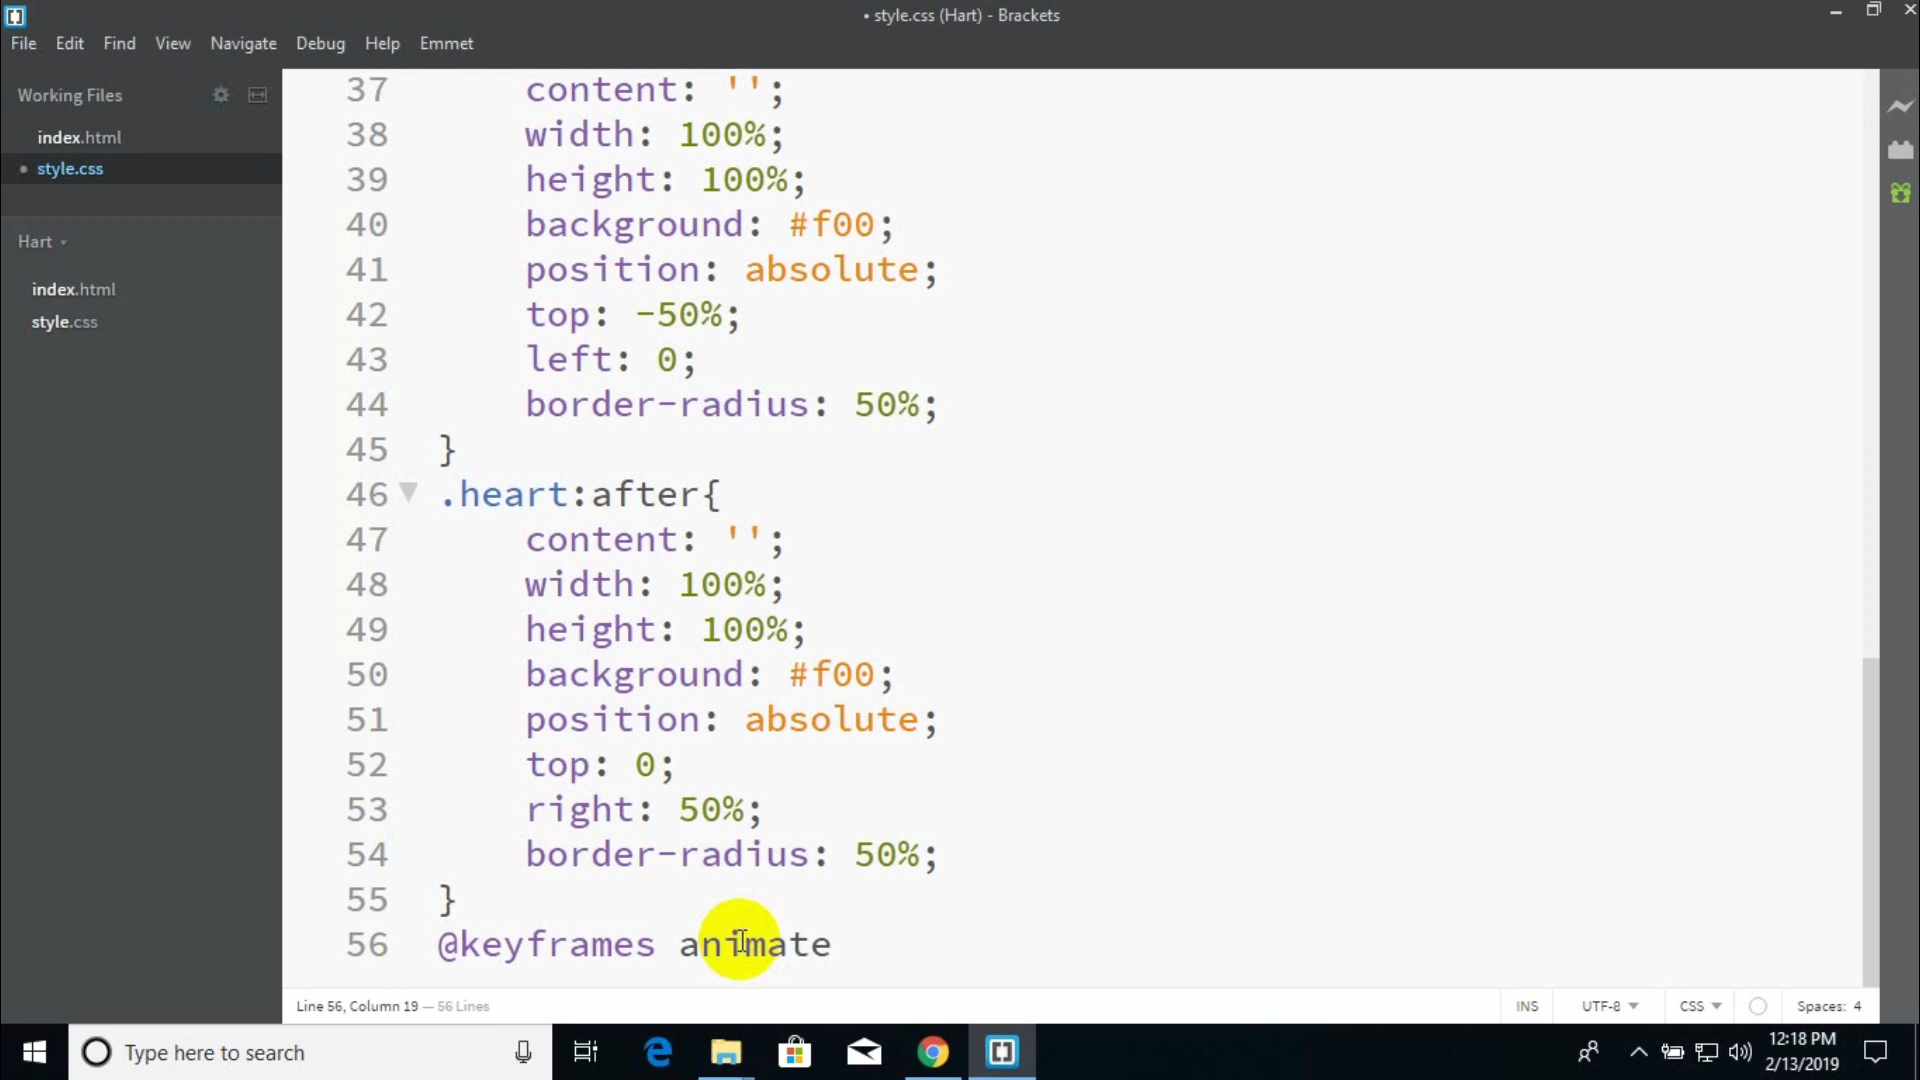 • style.css (Hart) - Brackets
File Edit Find View Navigate Debug Help Emmet
Working Files
index.html
• style.css
Hart
index.html
style.css
37 content: '';
38 width: 100%;
39 height: 100%;
40 background: #f00;
41 position: absolute;
42 top: -50%;
43 left: 0;
44 border-radius: 50%;
45 }
46 .heart:after{
47 content: '';
48 width: 100%;
49 height: 100%;
50 background: #f00;
51 position: absolute;
52 top: 0;
53 right: 50%;
54 border-radius: 50%;
55 }
56 @keyframes animate
Line 56, Column 19 — 56 Lines
INS UTF-8 CSS Spaces: 4
Type here to search
12:18 PM
2/13/2019